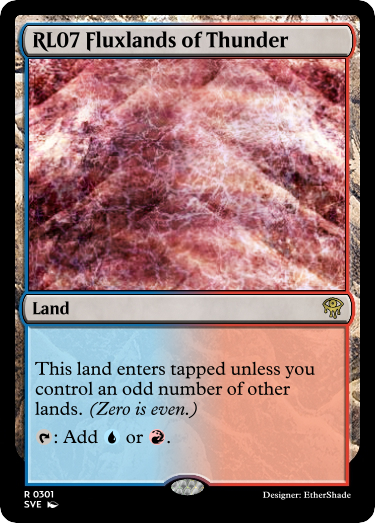 RL07 Fluxlands of Thunder
Land
This land enters tapped unless you
control an odd number of other
lands. (Zero is even.)
: Add or .
R 0301
SVE
Designer: EtherShade